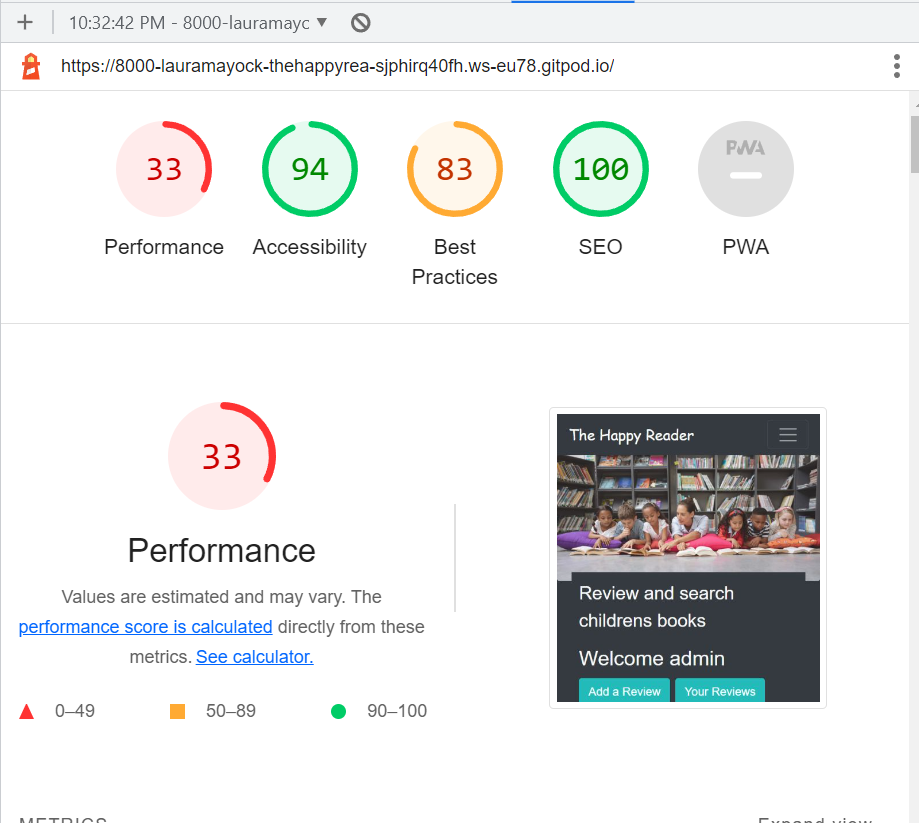 10:32:42 PM - 8000-lauramayc
https://8000-lauramayock-thehappyrea-sjphirq40fh.ws-eu78.gitpod.io/
33
94
83
100
PWA
Performance
Accessibility
Best
Practices
SEO
PWA
33
Performance
Values are estimated and may vary. The
performance score is calculated directly from these
metrics. See calculator.
0–49
50–89
90–100
The Happy Reader
Review and search
childrens books
Welcome admin
Add a Review
Your Reviews
METRICS
Expand view